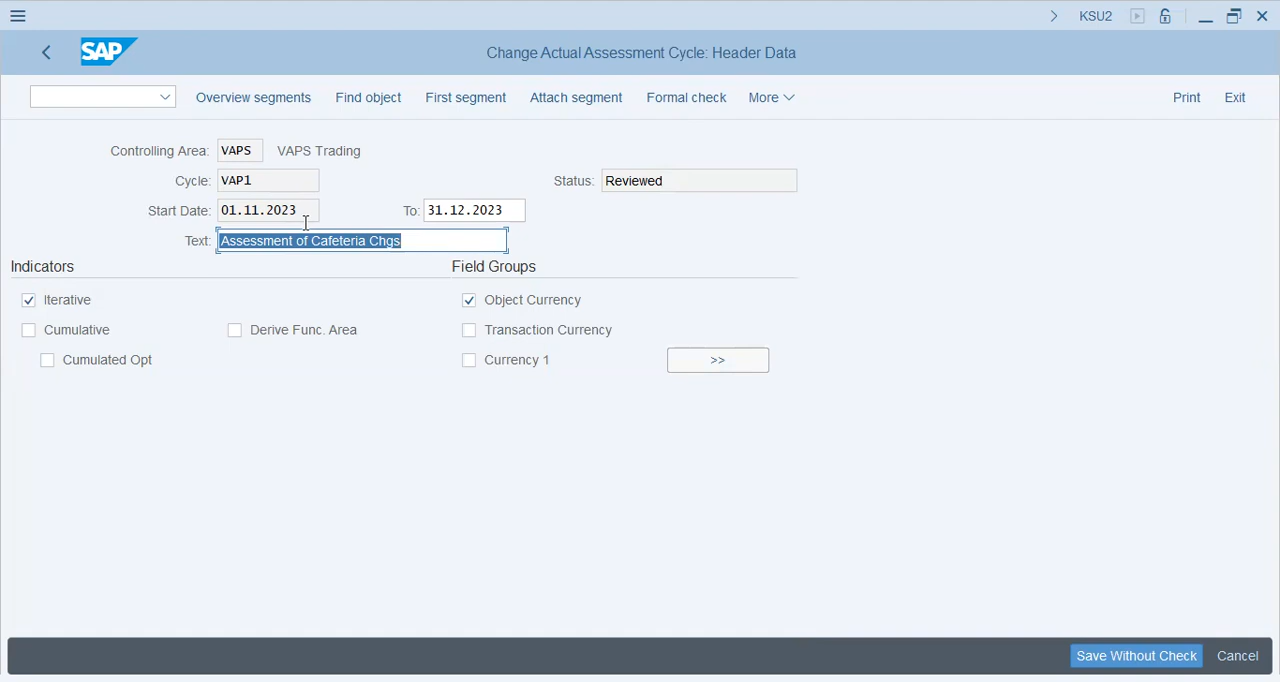 KSU2
SAP Change Actual Assessment Cycle: Header Data
Overview segments Find object First segment Attach segment Formal check More Print Exit
Controlling Area: VAPS VAPS Trading
Cycle: VAP1 Status: Reviewed
Start Date: 01.11.2023 To: 31.12.2023
Text: Assessment of Cafeteria Chgs
Indicators Field Groups
Iterative Object Currency
Cumulative Derive Func. Area Transaction Currency
Cumulated Opt Currency 1 >>
Save Without Check Cancel